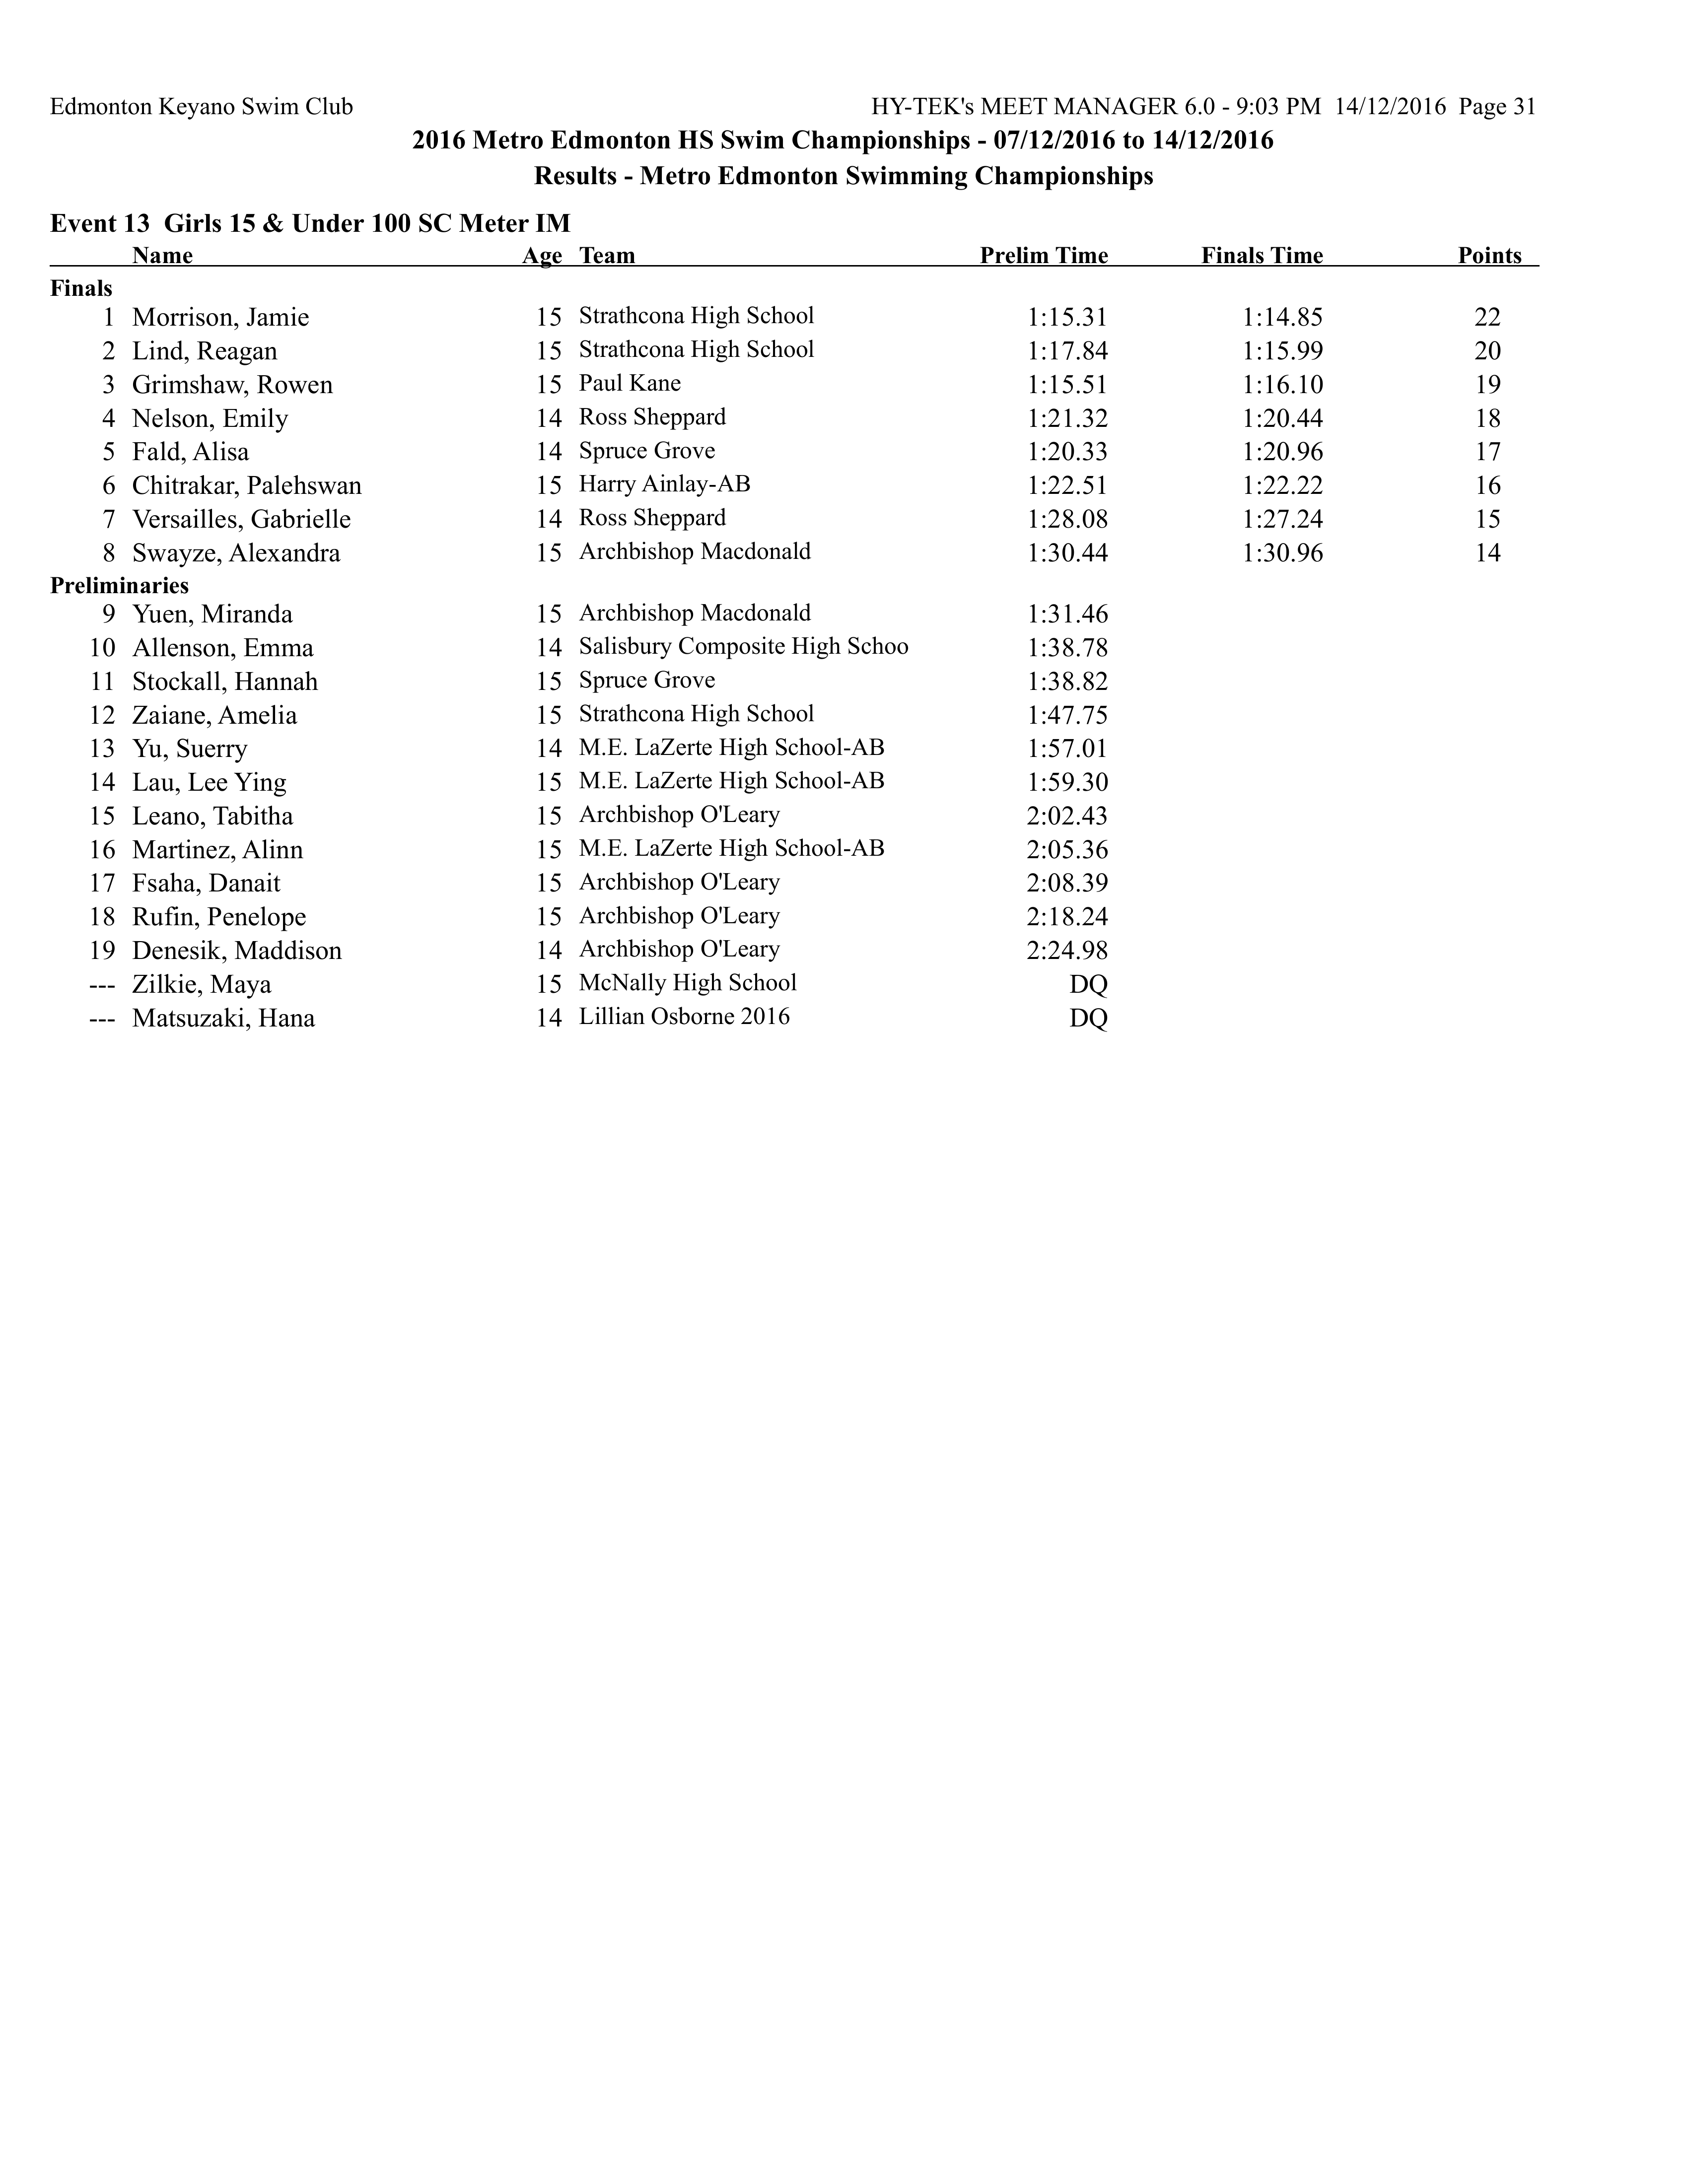 Edmonton Keyano Swim Club HY-TEK's MEET MANAGER 6.0 - 9:03 PM 14/12/2016 Page 31
2016 Metro Edmonton HS Swim Championships - 07/12/2016 to 14/12/2016
Results - Metro Edmonton Swimming Championships
Event 13 Girls 15 & Under 100 SC Meter IM
Name Age Team Prelim Time Finals Time Points
Finals
1 Morrison, Jamie 15 Strathcona High School 1:15.31 1:14.85 22
2 Lind, Reagan 15 Strathcona High School 1:17.84 1:15.99 20
3 Grimshaw, Rowen 15 Paul Kane 1:15.51 1:16.10 19
4 Nelson, Emily 14 Ross Sheppard 1:21.32 1:20.44 18
5 Fald, Alisa 14 Spruce Grove 1:20.33 1:20.96 17
6 Chitrakar, Palehswan 15 Harry Ainlay-AB 1:22.51 1:22.22 16
7 Versailles, Gabrielle 14 Ross Sheppard 1:28.08 1:27.24 15
8 Swayze, Alexandra 15 Archbishop Macdonald 1:30.44 1:30.96 14
Preliminaries
9 Yuen, Miranda 15 Archbishop Macdonald 1:31.46
10 Allenson, Emma 14 Salisbury Composite High Schoo 1:38.78
11 Stockall, Hannah 15 Spruce Grove 1:38.82
12 Zaiane, Amelia 15 Strathcona High School 1:47.75
13 Yu, Suerry 14 M.E. LaZerte High School-AB 1:57.01
14 Lau, Lee Ying 15 M.E. LaZerte High School-AB 1:59.30
15 Leano, Tabitha 15 Archbishop O'Leary 2:02.43
16 Martinez, Alinn 15 M.E. LaZerte High School-AB 2:05.36
17 Fsaha, Danait 15 Archbishop O'Leary 2:08.39
18 Rufin, Penelope 15 Archbishop O'Leary 2:18.24
19 Denesik, Maddison 14 Archbishop O'Leary 2:24.98
--- Zilkie, Maya 15 McNally High School DQ
--- Matsuzaki, Hana 14 Lillian Osborne 2016 DQ